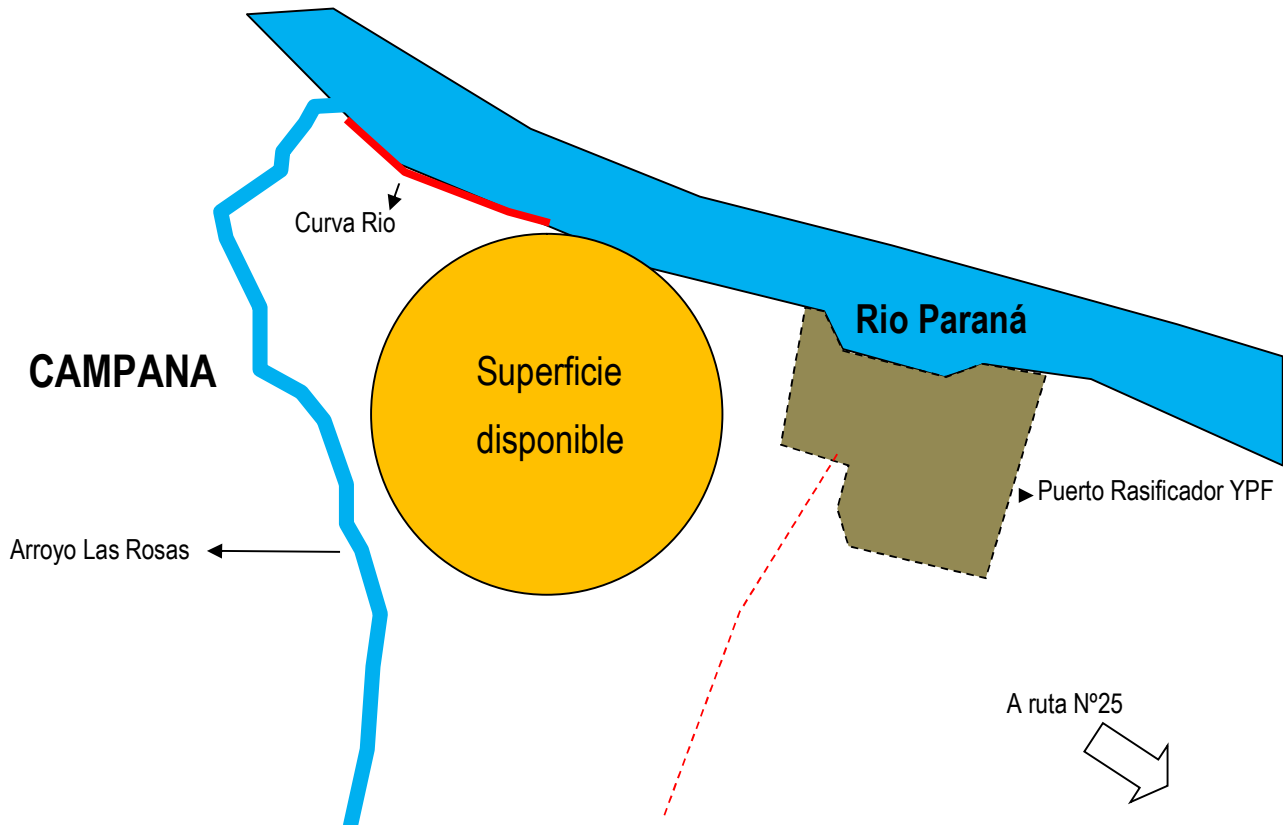 Curva Rio
Rio Paraná
CAMPANA
Superficie
disponible
Puerto Rasificador YPF
Arroyo Las Rosas
A ruta Nº25